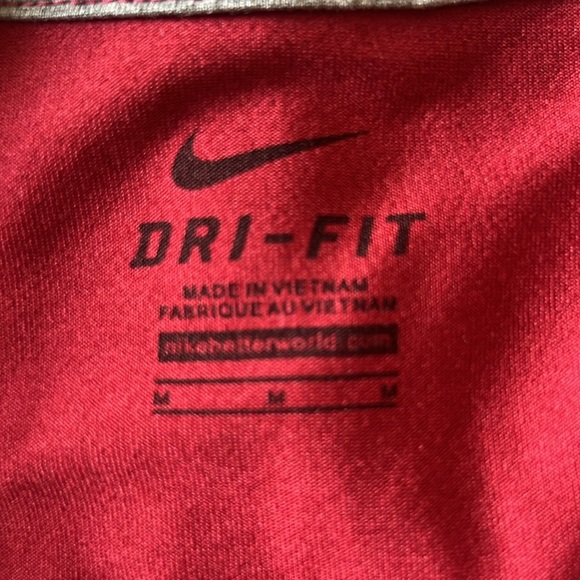 DRI-FIT
MADE IN VIETNAM
FABRIQUE AU VIETNAM
nikebetterworld.com
M M M